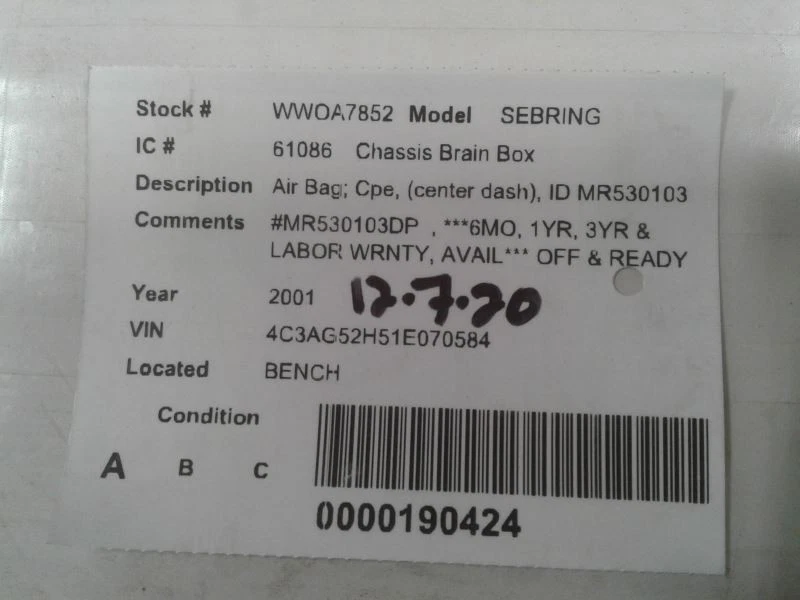 Stock # WWOA7852 Model SEBRING
IC # 61086 Chassis Brain Box
Description Air Bag; Cpe, (center dash), ID MR530103
Comments #MR530103DP , ***6MO, 1YR, 3YR &
LABOR WRNTY, AVAIL*** OFF & READY
Year 2001 12.7.20
VIN 4C3AG52H51E070584
Located BENCH
Condition
A B C
0000190424